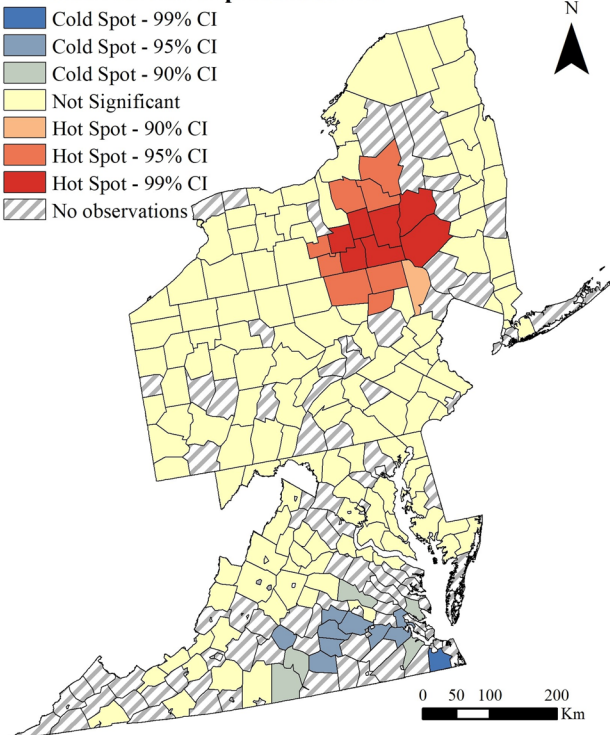 Cold Spot - 99% CI
Cold Spot - 95% CI
Cold Spot - 90% CI
Not Significant
Hot Spot - 90% CI
Hot Spot - 95% CI
Hot Spot - 99% CI
No observations
N
0 50 100 200
Km